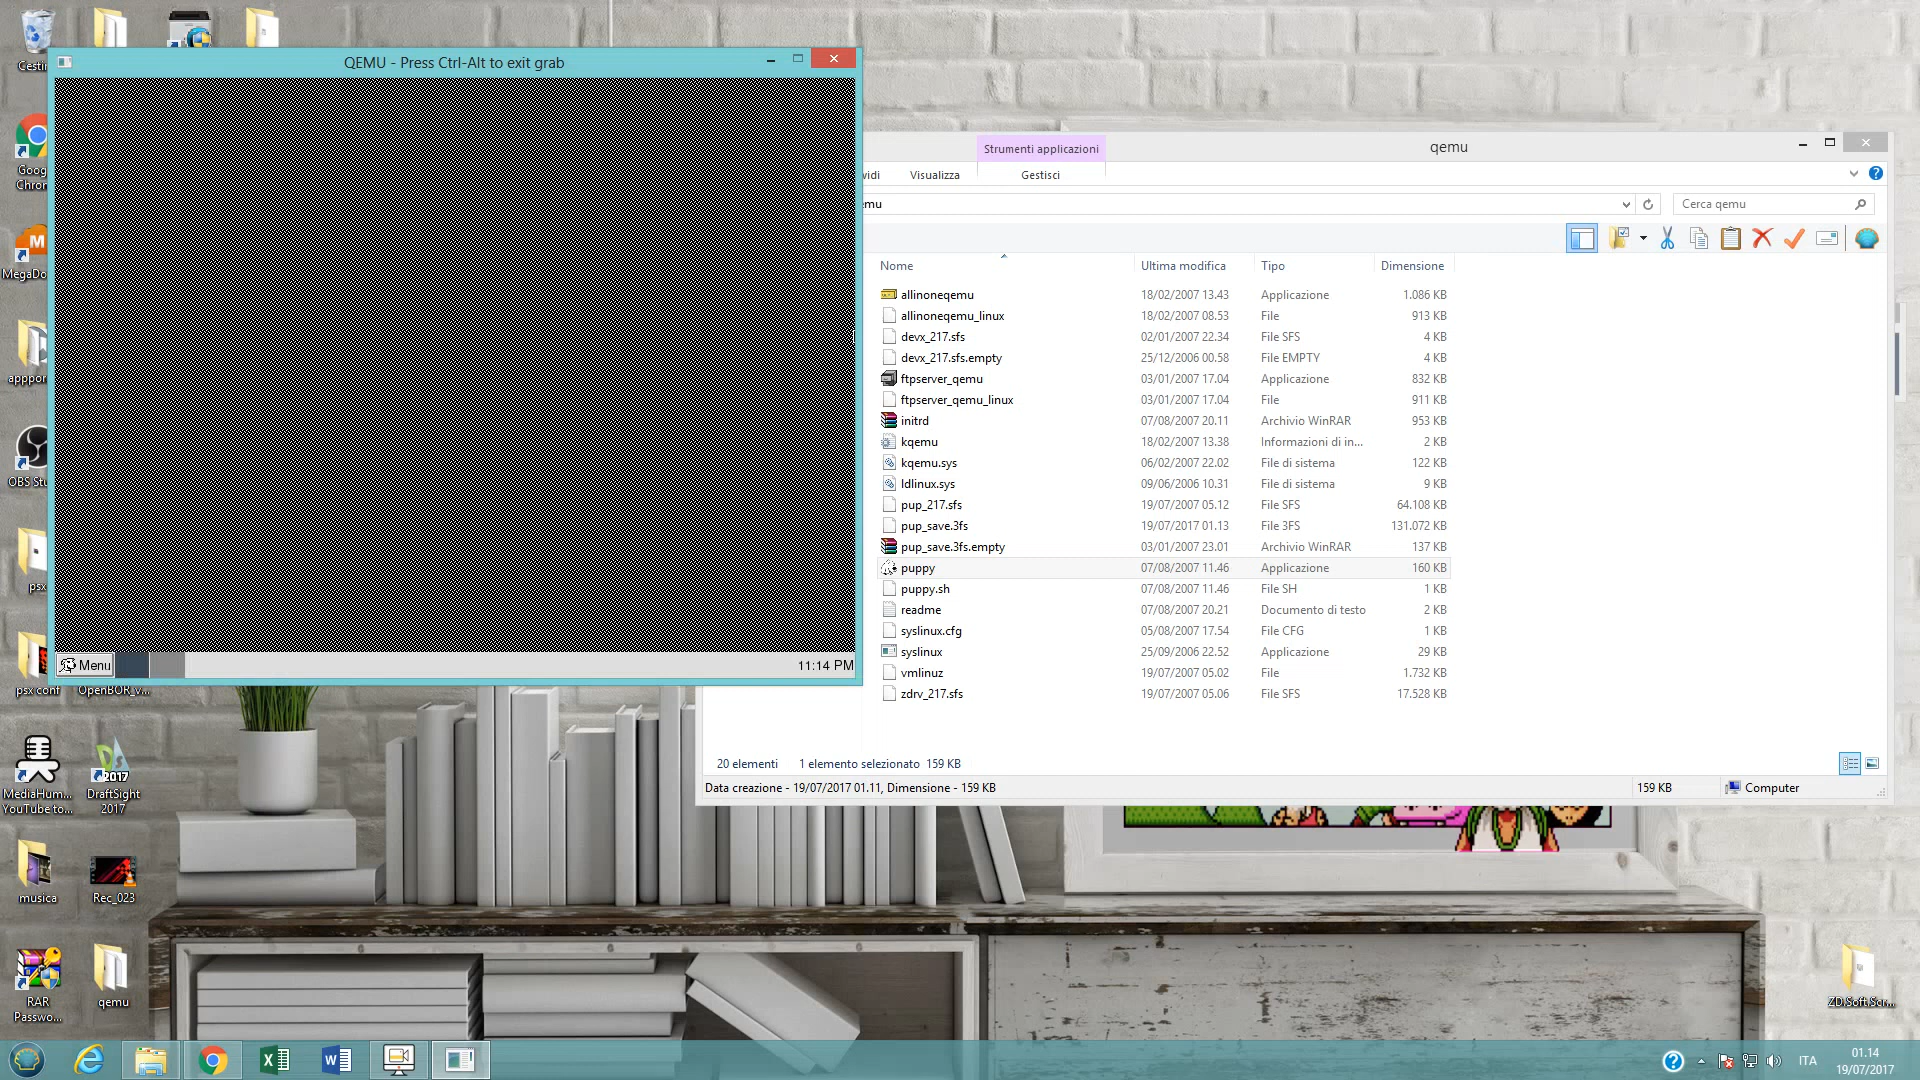 Cestin
QEMU - Press Ctrl-Alt to exit grab
Strumenti applicazioni
qemu
vidi
Visualizza
Gestisci
emu
Cerca qemu
Nome
Ultima modifica
Tipo
Dimensione
allinoneqemu 18/02/2007 13.43 Applicazione 1.086 KB
allinoneqemu_linux 18/02/2007 08.53 File 913 KB
devx_217.sfs 02/01/2007 22.34 File SFS 4 KB
devx_217.sfs.empty 25/12/2006 00.58 File EMPTY 4 KB
ftpserver_qemu 03/01/2007 17.04 Applicazione 832 KB
ftpserver_qemu_linux 03/01/2007 17.04 File 911 KB
initrd 07/08/2007 20.11 Archivio WinRAR 953 KB
kqemu 18/02/2007 13.38 Informazioni di in... 2 KB
kqemu.sys 06/02/2007 22.02 File di sistema 122 KB
ldlinux.sys 09/06/2006 10.31 File di sistema 9 KB
pup_217.sfs 19/07/2017 05.12 File SFS 64.108 KB
pup_save.3fs 19/07/2017 01.13 File 3FS 131.072 KB
pup_save.3fs.empty 03/01/2007 23.01 Archivio WinRAR 137 KB
puppy 07/08/2007 11.46 Applicazione 160 KB
puppy.sh 07/08/2007 11.46 File SH 1 KB
readme 07/08/2007 20.21 Documento di testo 2 KB
syslinux.cfg 05/08/2007 17.54 File CFG 1 KB
syslinux 25/09/2006 22.52 Applicazione 29 KB
vmlinuz 19/07/2017 05.02 File 1.732 KB
zdrv_217.sfs 19/07/2017 05.06 File SFS 17.528 KB
20 elementi 1 elemento selezionato 159 KB
Data creazione - 19/07/2017 01.11, Dimensione - 159 KB
159 KB
Computer
Menu
11:14 PM
Goog
Chron
MegaDo
apppor
OBS Stu
psx
psx conf
OpenBOR_v...
MediaHum...
YouTube to...
2017
DraftSight
2017
musica
Rec_023
RAR
Passwo...
qemu
ZD.Soft.Scr...
ITA
01.14
19/07/2017